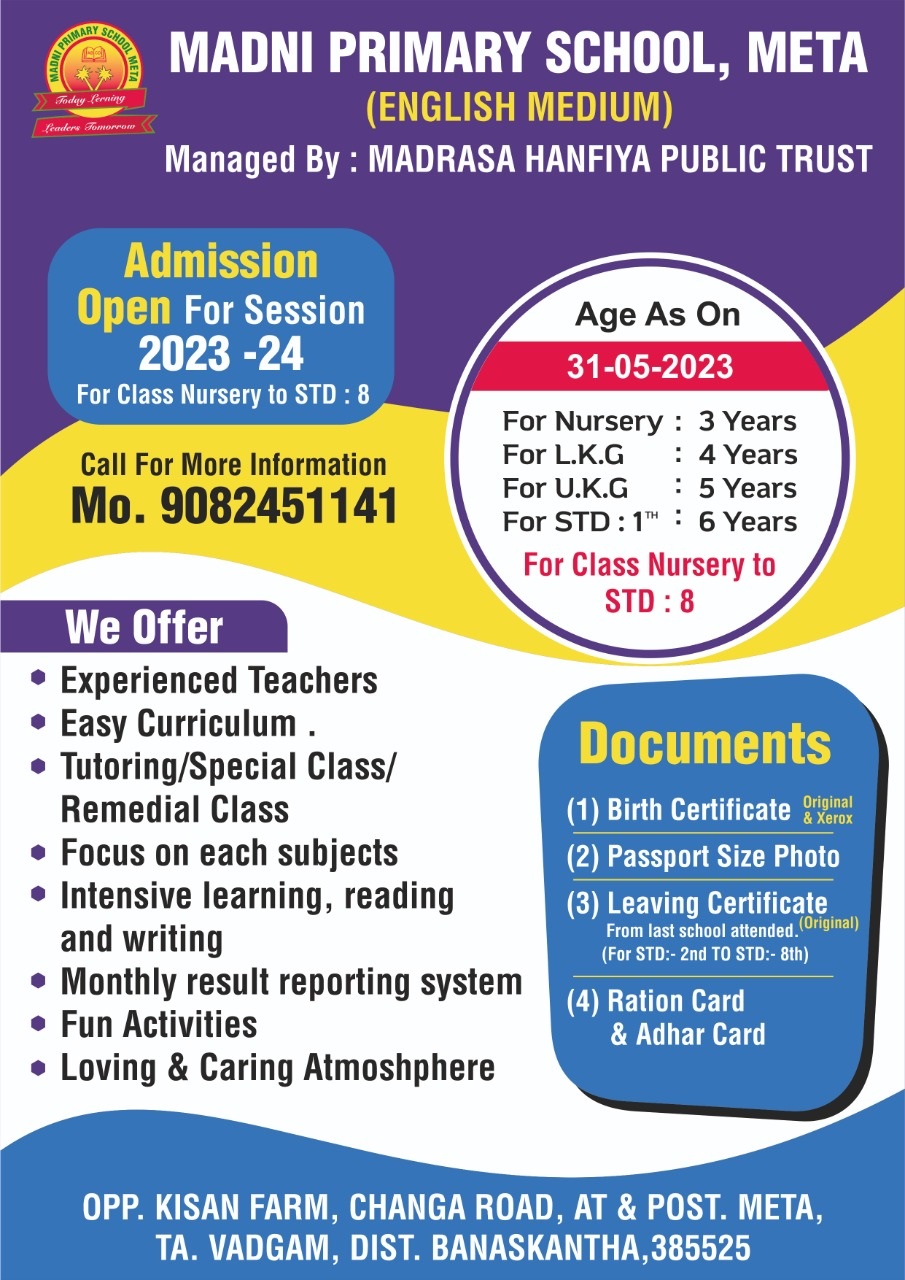 MADNI PRIMARY SCHOOL META
Today Lerning
Leaders Tomorrow
MADNI PRIMARY SCHOOL, META
(ENGLISH MEDIUM)
Managed By : MADRASA HANFIYA PUBLIC TRUST
Admission
Open For Session
2023 -24
For Class Nursery to STD : 8
Call For More Information
Mo. 9082451141
Age As On
31-05-2023
For Nursery : 3 Years
For L.K.G : 4 Years
For U.K.G : 5 Years
For STD : 1TH : 6 Years
For Class Nursery to
STD : 8
We Offer
Experienced Teachers
Easy Curriculum .
Tutoring/Special Class/
Remedial Class
Focus on each subjects
Intensive learning, reading
and writing
Monthly result reporting system
Fun Activities
Loving & Caring Atmoshphere
Documents
(1) Birth Certificate Original
& Xerox
(2) Passport Size Photo
(3) Leaving Certificate
From last school attended. (Original)
(For STD:- 2nd TO STD:- 8th)
(4) Ration Card
& Adhar Card
OPP. KISAN FARM, CHANGA ROAD, AT & POST. META,
TA. VADGAM, DIST. BANASKANTHA,385525